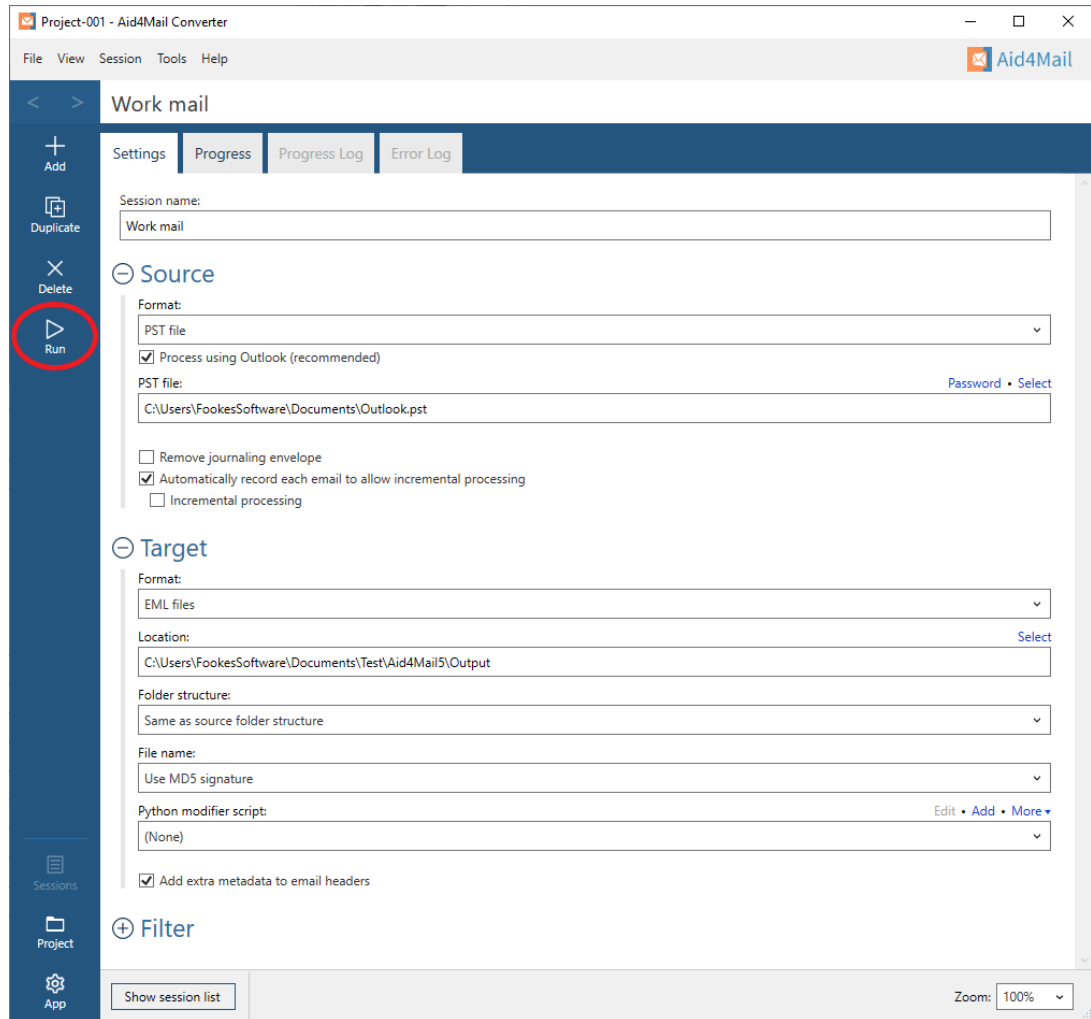 Project-001 - Aid4Mail Converter
File View Session Tools Help
Aid4Mail
< >
Work mail
Add
Duplicate
Delete
Run
Sessions
Project
App
Settings Progress Progress Log Error Log
Session name:
Work mail
Source
Format:
PST file
Process using Outlook (recommended)
PST file:
Password • Select
C:\Users\FookesSoftware\Documents\Outlook.pst
Remove journaling envelope
Automatically record each email to allow incremental processing
Incremental processing
Target
Format:
EML files
Location:
Select
C:\Users\FookesSoftware\Documents\Test\Aid4Mail5\Output
Folder structure:
Same as source folder structure
File name:
Use MD5 signature
Python modifier script:
Edit • Add • More
(None)
Add extra metadata to email headers
Filter
Show session list
Zoom: 100%